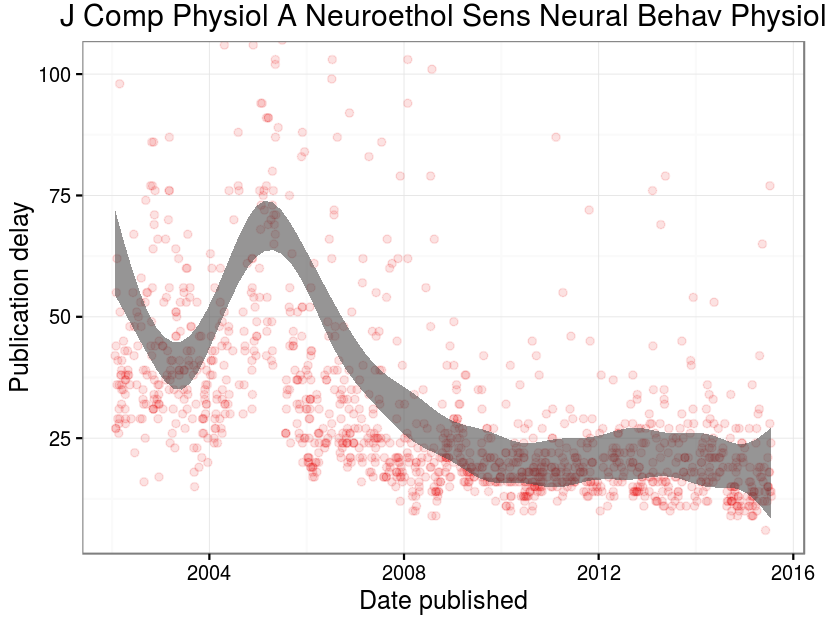 J Comp Physiol A Neuroethol Sens Neural Behav Physiol
100
75
50
25
Publication delay
2004
2008
2012
2016
Date published